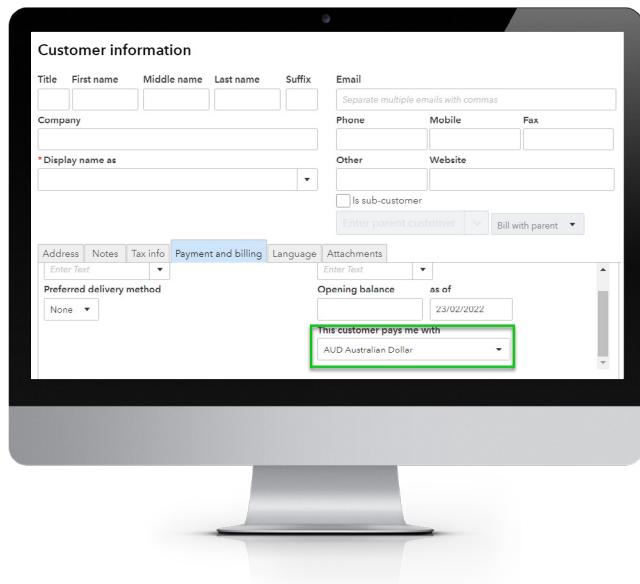 Customer information
Title First name Middle name Last name Suffix Email
Separate multiple emails with commas
Company Phone Mobile Fax
*Display name as Other Website
Is sub-customer
Enter parent customer Bill with parent
Address Notes Tax info Payment and billing Language Attachments
Enter Text Enter Text
Preferred delivery method Opening balance as of
None 23/02/2022
This customer pays me with
AUD Australian Dollar